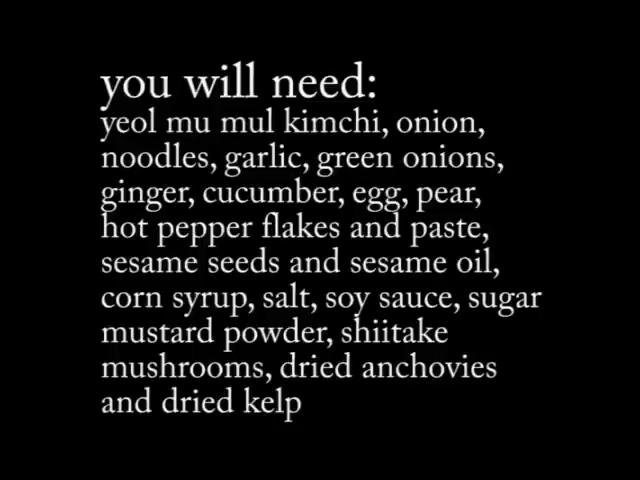 you will need:
yeol mu mul kimchi, onion,
noodles, garlic, green onions,
ginger, cucumber, egg, pear,
hot pepper flakes and paste,
sesame seeds and sesame oil,
corn syrup, salt, soy sauce, sugar
mustard powder, shiitake
mushrooms, dried anchovies
and dried kelp